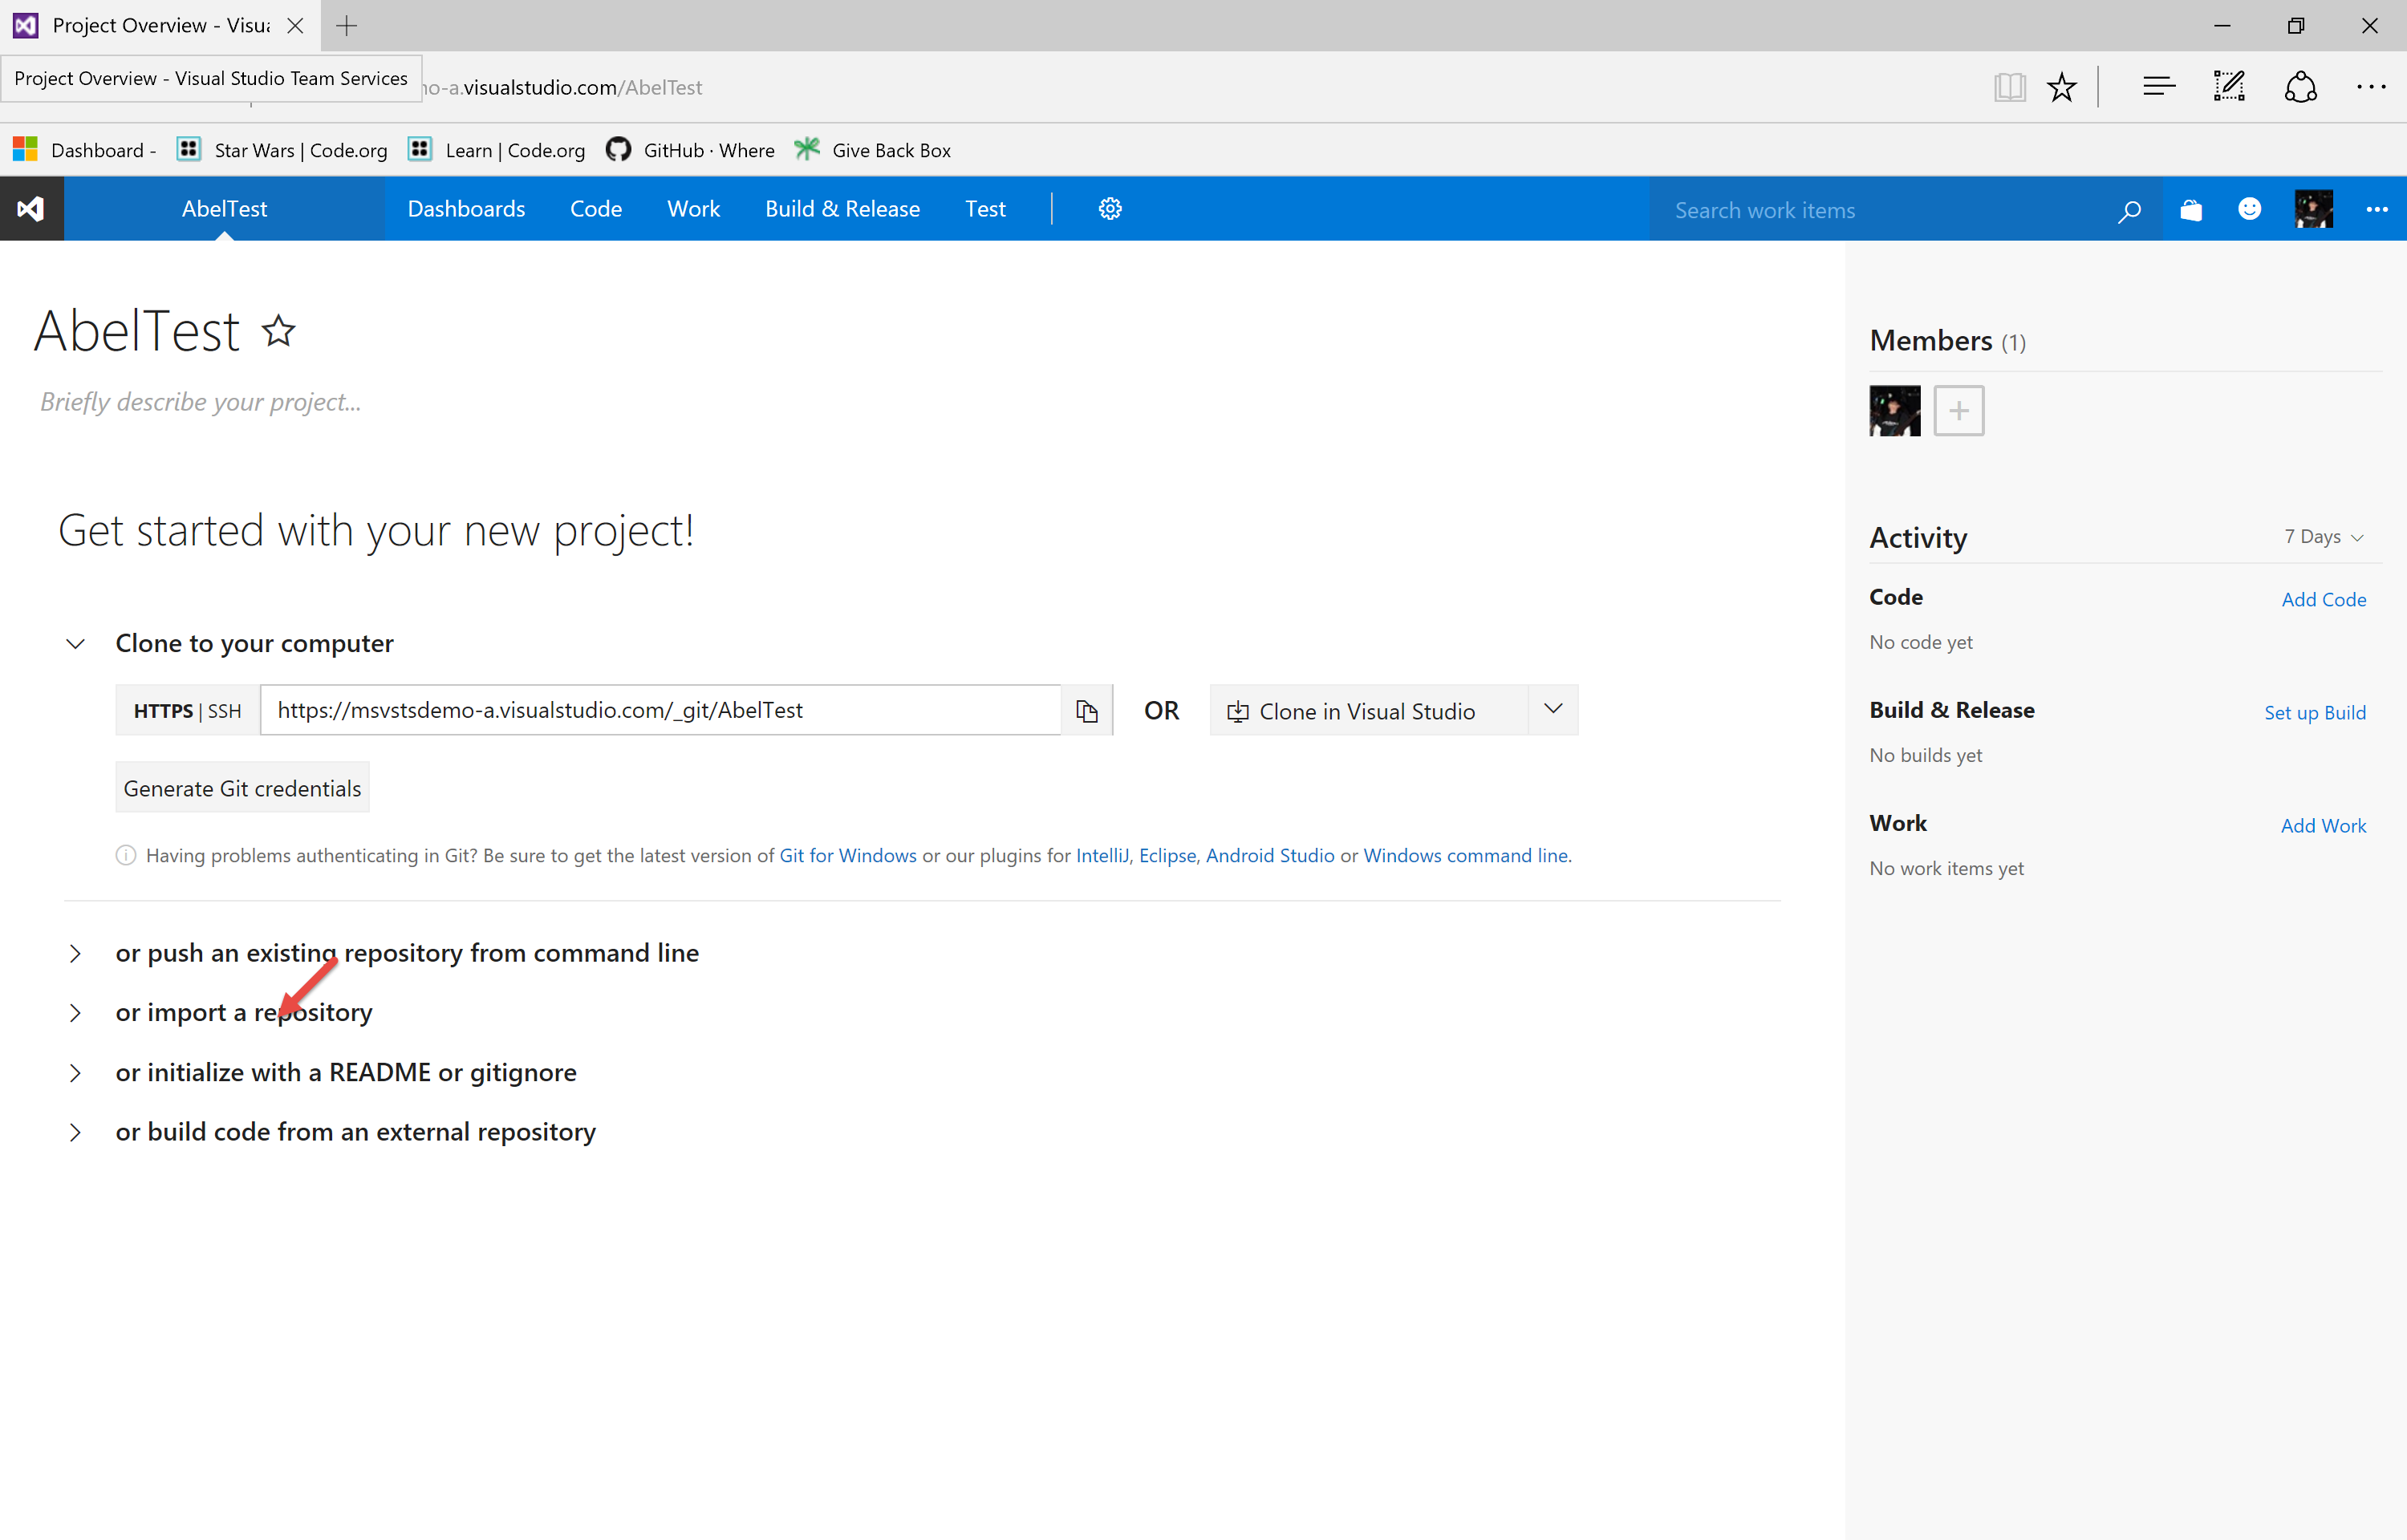 Project Overview - Visua
Project Overview - Visual Studio Team Services
no-a.visualstudio.com/AbelTest
Dashboard - Star Wars | Code.org Learn | Code.org GitHub · Where Give Back Box
AbelTest Dashboards Code Work Build & Release Test Search work items
AbelTest
Briefly describe your project...
Get started with your new project!
Clone to your computer
HTTPS | SSH https://msvstsdemo-a.visualstudio.com/_git/AbelTest OR Clone in Visual Studio
Generate Git credentials
Having problems authenticating in Git? Be sure to get the latest version of Git for Windows or our plugins for IntelliJ, Eclipse, Android Studio or Windows command line.
or push an existing repository from command line
or import a repository
or initialize with a README or gitignore
or build code from an external repository
Members (1)
Activity 7 Days
Code Add Code
No code yet
Build & Release Set up Build
No builds yet
Work Add Work
No work items yet